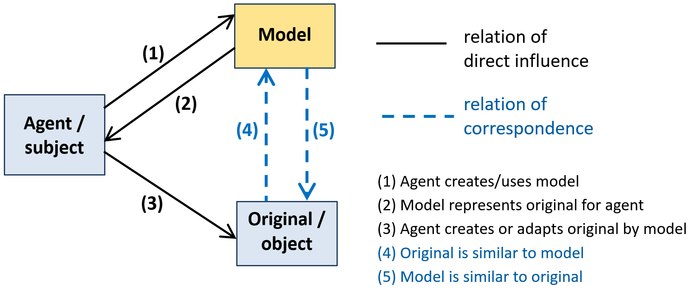 Model
(1)
(2)
Agent /
subject
(4)
(5)
(3)
Original /
object
relation of
direct influence
relation of
correspondence
(1) Agent creates/uses model
(2) Model represents original for agent
(3) Agent creates or adapts original by model
(4) Original is similar to model
(5) Model is similar to original